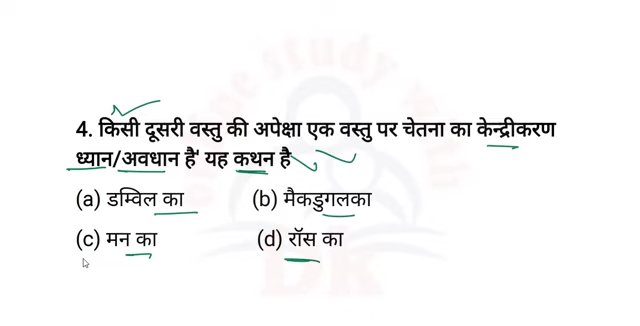 4. किसी दूसरी वस्तु की अपेक्षा एक वस्तु पर चेतना का केन्द्रीकरण
ध्यान/अवधान है' यह कथन है
(a) डम्विल का (b) मैकडुगलका
(c) मन का (d) रॉस का